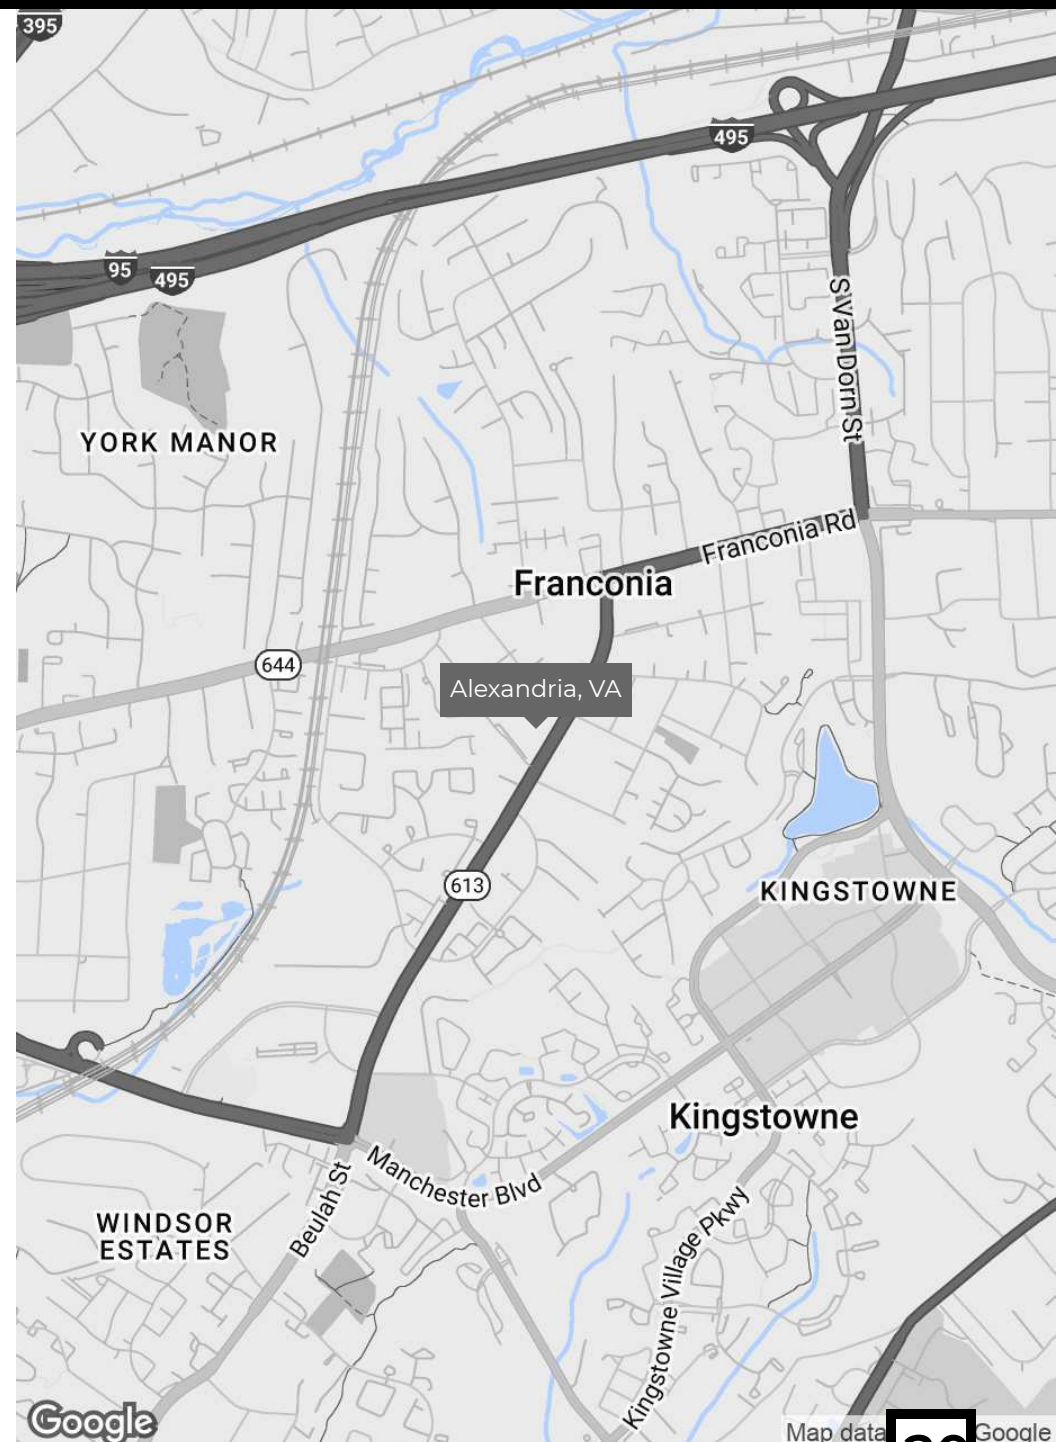 395
495
95
495
S Van Dorn St
YORK MANOR
Franconia Rd
Franconia
644
Alexandria, VA
613
KINGSTOWNE
Kingstowne
Manchester Blvd
Beulah St
WINDSOR
ESTATES
Kingstowne Village Pkwy
Google
Map data
Google